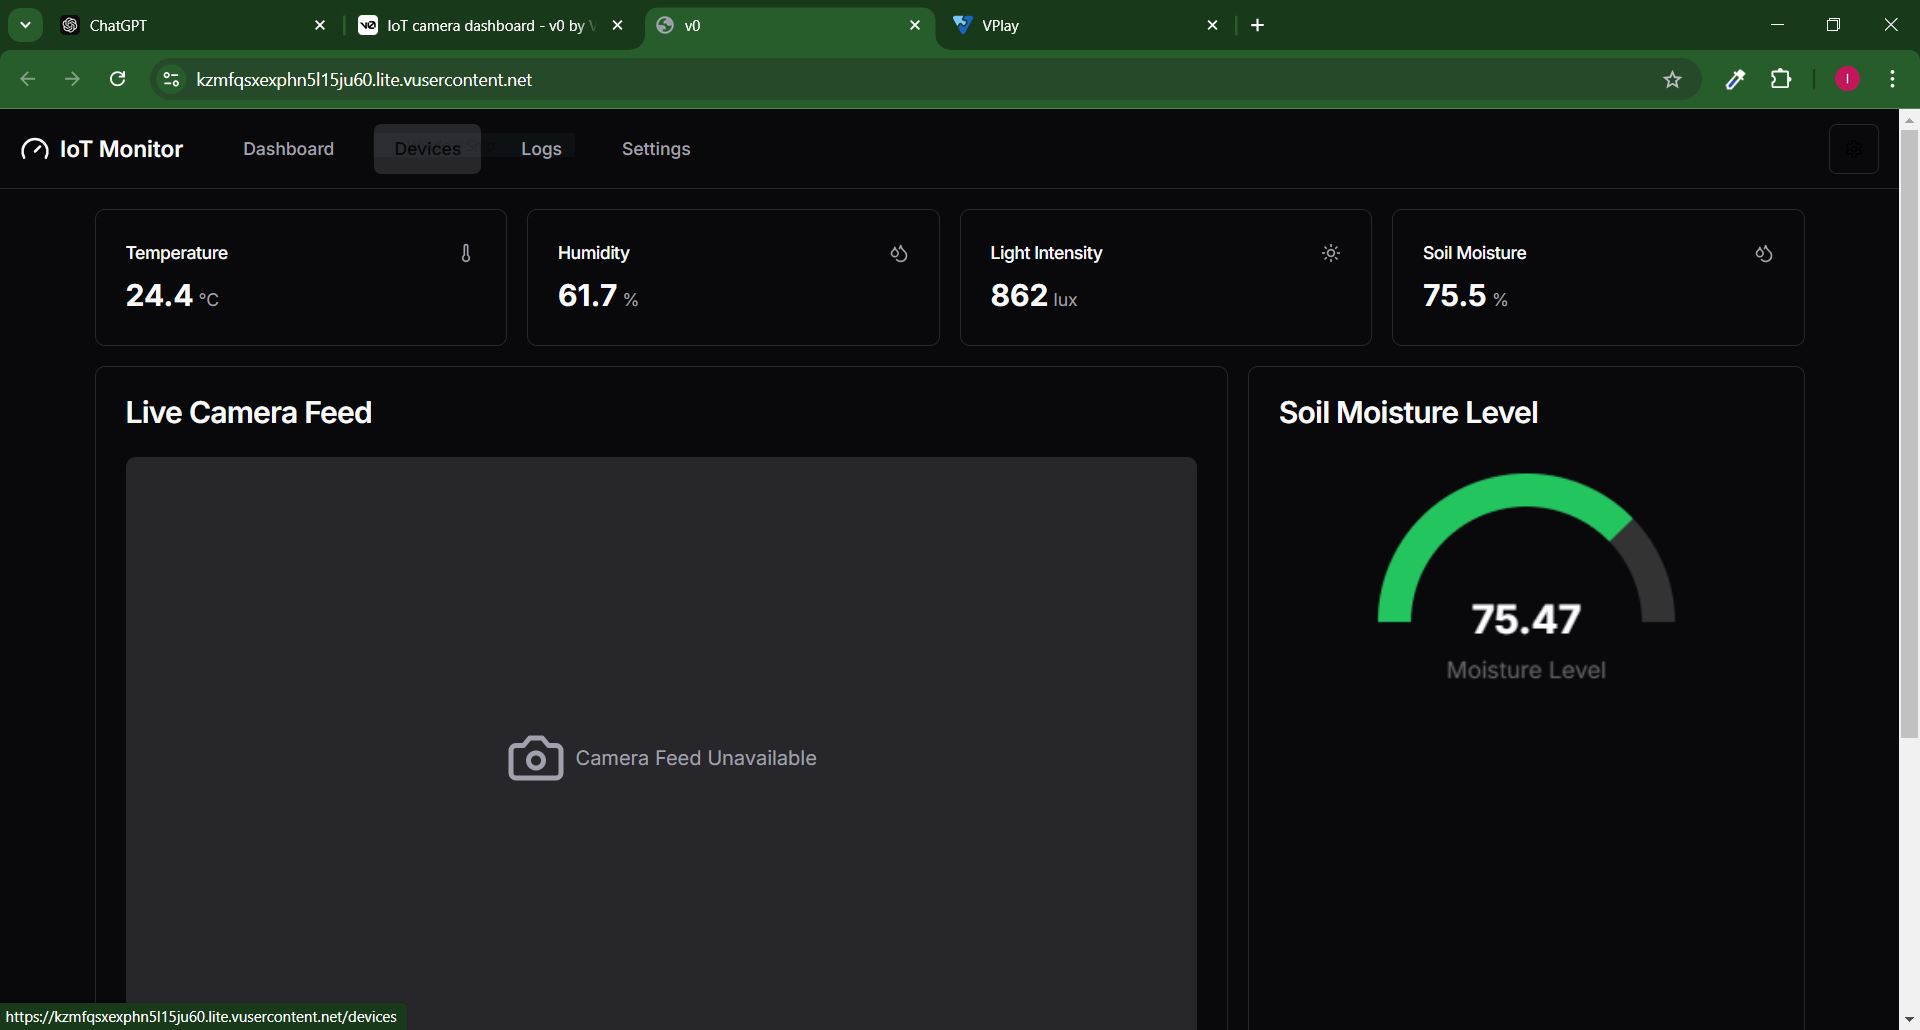 ChatGPT
IoT camera dashboard - v0 by
v0
VPlay
kzmfqsxexphn5l15ju60.lite.vusercontent.net
I
IoT Monitor
Dashboard
Devices
Logs
Settings
Temperature
24.4 °C
Humidity
61.7 %
Light Intensity
862 lux
Soil Moisture
75.5 %
Live Camera Feed
Camera Feed Unavailable
Soil Moisture Level
75.47
Moisture Level
https://kzmfqsxexphn5l15ju60.lite.vusercontent.net/devices